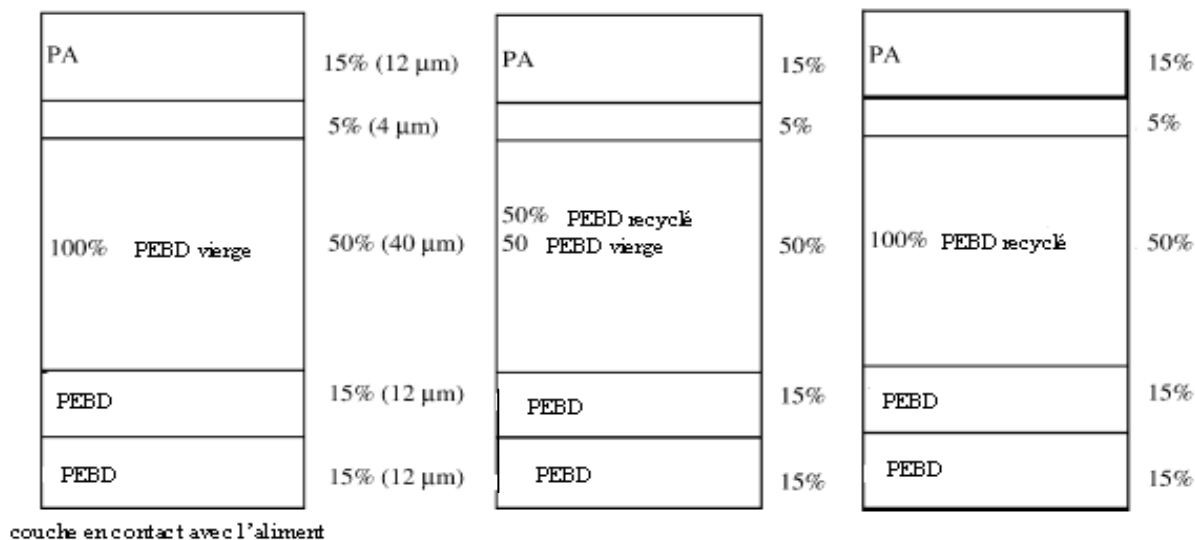 PA
15% (12 µm)
5% (4 µm)
100% PEBD vierge
50% (40 µm)
PEBD
15% (12 µm)
PEBD
15% (12 µm)
couche en contact avec l'aliment
PA
15%
5%
50% PEBD recyclé
50 PEBD vierge
50%
PEBD
15%
PEBD
15%
PA
15%
5%
100% PEBD recyclé
50%
PEBD
15%
PEBD
15%